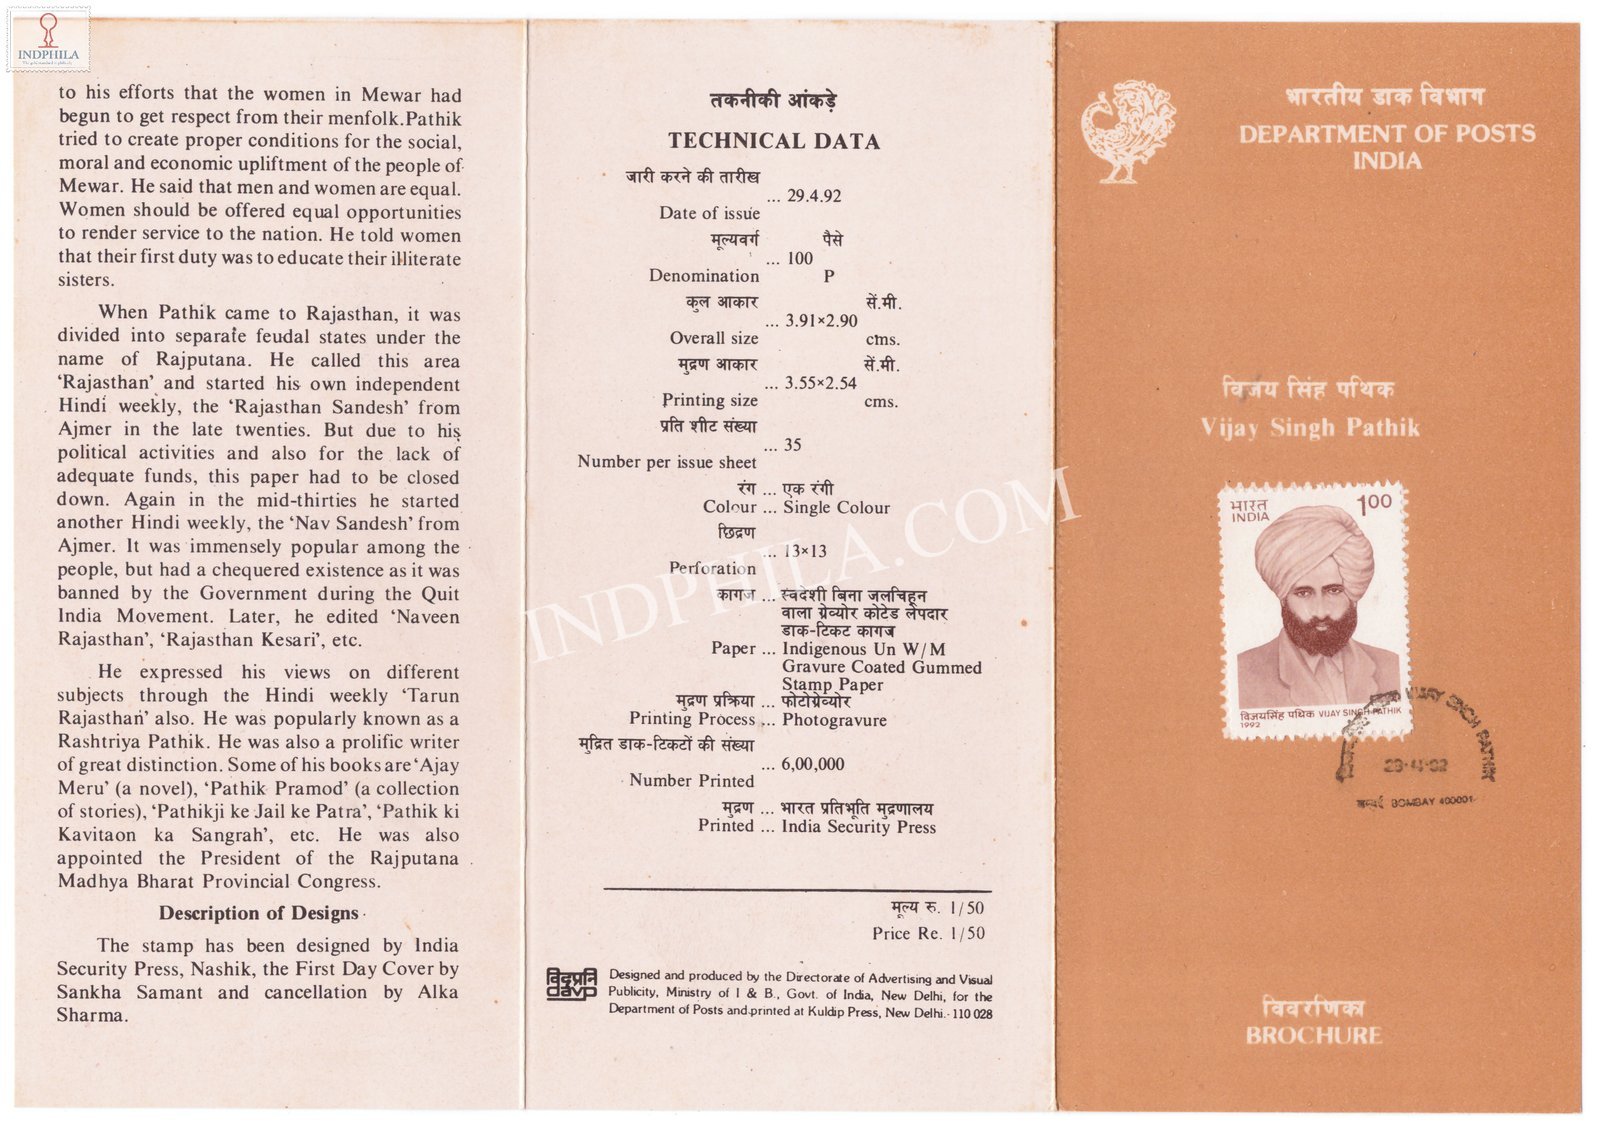 INDPHILA
to his efforts that the women in Mewar had
begun to get respect from their menfolk.Pathik
tried to create proper conditions for the social,
moral and economic upliftment of the people of
Mewar. He said that men and women are equal.
Women should be offered equal opportunities
to render service to the nation. He told women
that their first duty was to educate their illiterate
sisters.
When Pathik came to Rajasthan, it was
divided into separate feudal states under the
name of Rajputana. He called this area
‘Rajasthan’ and started his own independent
Hindi weekly, the ‘Rajasthan Sandesh’ from
Ajmer in the late twenties. But due to his
political activities and also for the lack of
adequate funds, this paper had to be closed
down. Again in the mid-thirties he started
another Hindi weekly, the ‘Nav Sandesh’ from
Ajmer. It was immensely popular among the
people, but had a chequered existence as it was
banned by the Government during the Quit
India Movement. Later, he edited ‘Naveen
Rajasthan’, ‘Rajasthan Kesari’, etc.
He expressed his views on different
subjects through the Hindi weekly ‘Tarun
Rajasthan’ also. He was popularly known as a
Rashtriya Pathik. He was also a prolific writer
of great distinction. Some of his books are ‘Ajay
Meru’ (a novel), ‘Pathik Pramod’ (a collection
of stories), ‘Pathikji ke Jail ke Patra’, ‘Pathik ki
Kavitaon ka Sangrah’, etc. He was also
appointed the President of the Rajputana
Madhya Bharat Provincial Congress.
Description of Designs
The stamp has been designed by India
Security Press, Nashik, the First Day Cover by
Sankha Samant and cancellation by Alka
Sharma.
तकनीकी आंकड़े
TECHNICAL DATA
जारी करने की तारीख
... 29.4.92
Date of issue
मूल्यवर्ग पैसे
... 100
Denomination P
कुल आकार सें.मी.
... 3.91×2.90
Overall size cms.
मुद्रण आकार सें.मी.
... 3.55×2.54
Printing size cms.
प्रति शीट संख्या
... 35
Number per issue sheet
रंग ... एक रंगी
Colour ... Single Colour
छिद्रण
... 13×13
Perforation
कागज ... स्वदेशी बिना जलचिहन
वाला ग्रेव्योर कोटेड लेपदार
डाक-टिकट कागज
Paper ... Indigenous Un W/M
Gravure Coated Gummed
Stamp Paper
मुद्रण प्रक्रिया ... फोटोग्रेव्योर
Printing Process ... Photogravure
मुद्रित डाक-टिकटों की संख्या
... 6,00,000
Number Printed
मुद्रण ... भारत प्रतिभूति मुद्रणालय
Printed ... India Security Press
मूल्य रु. 1/50
Price Re. 1/50
विदृप्रनि
davp
Designed and produced by the Directorate of Advertising and Visual
Publicity, Ministry of I & B., Govt. of India, New Delhi, for the
Department of Posts and printed at Kuldip Press, New Delhi.- 110 028
INDPHILA.COM
भारतीय डाक विभाग
DEPARTMENT OF POSTS
INDIA
विजय सिंह पथिक
Vijay Singh Pathik
भारत 1.00
INDIA
विजयसिंह पथिक VIJAY SINGH PATHIK
1992
VIJAY SINGH PATHIK
29·4·92
बम्बई BOMBAY 400001
विवरणिका
BROCHURE